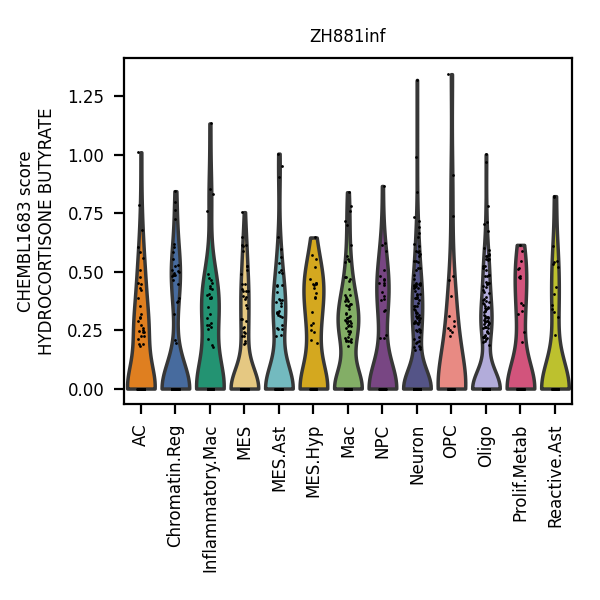 ZH881inf
CHEMBL1683 score
HYDROCORTISONE BUTYRATE
1.25
1.00
0.75
0.50
0.25
0.00
AC
Chromatin.Reg
Inflammatory.Mac
MES
MES.Ast
MES.Hyp
Mac
NPC
Neuron
OPC
Oligo
Prolif.Metab
Reactive.Ast